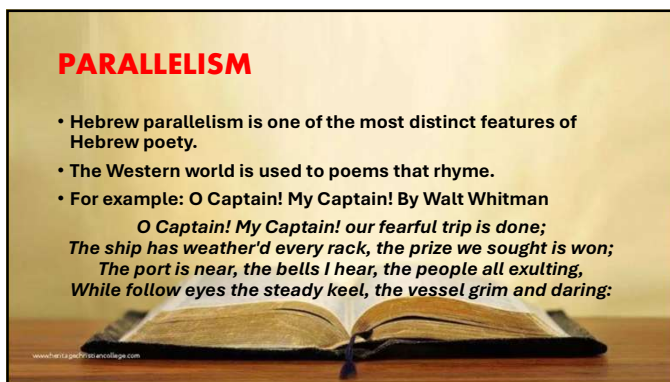 PARALLELISM
• Hebrew parallelism is one of the most distinct features of
Hebrew poety.
• The Western world is used to poems that rhyme.
• For example: O Captain! My Captain! By Walt Whitman
O Captain! My Captain! our fearful trip is done;
The ship has weather'd every rack, the prize we sought is won;
The port is near, the bells I hear, the people all exulting,
While follow eyes the steady keel, the vessel grim and daring:
www.heritagechristiancollege.com